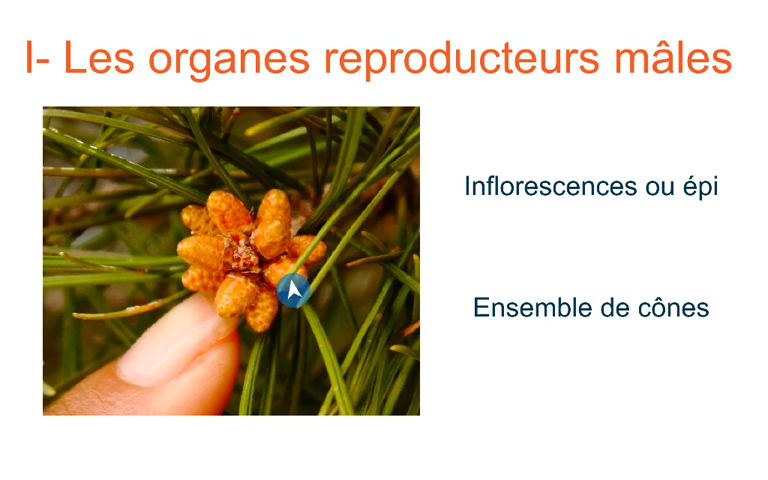 I- Les organes reproducteurs mâles
Inflorescences ou épi
Ensemble de cônes